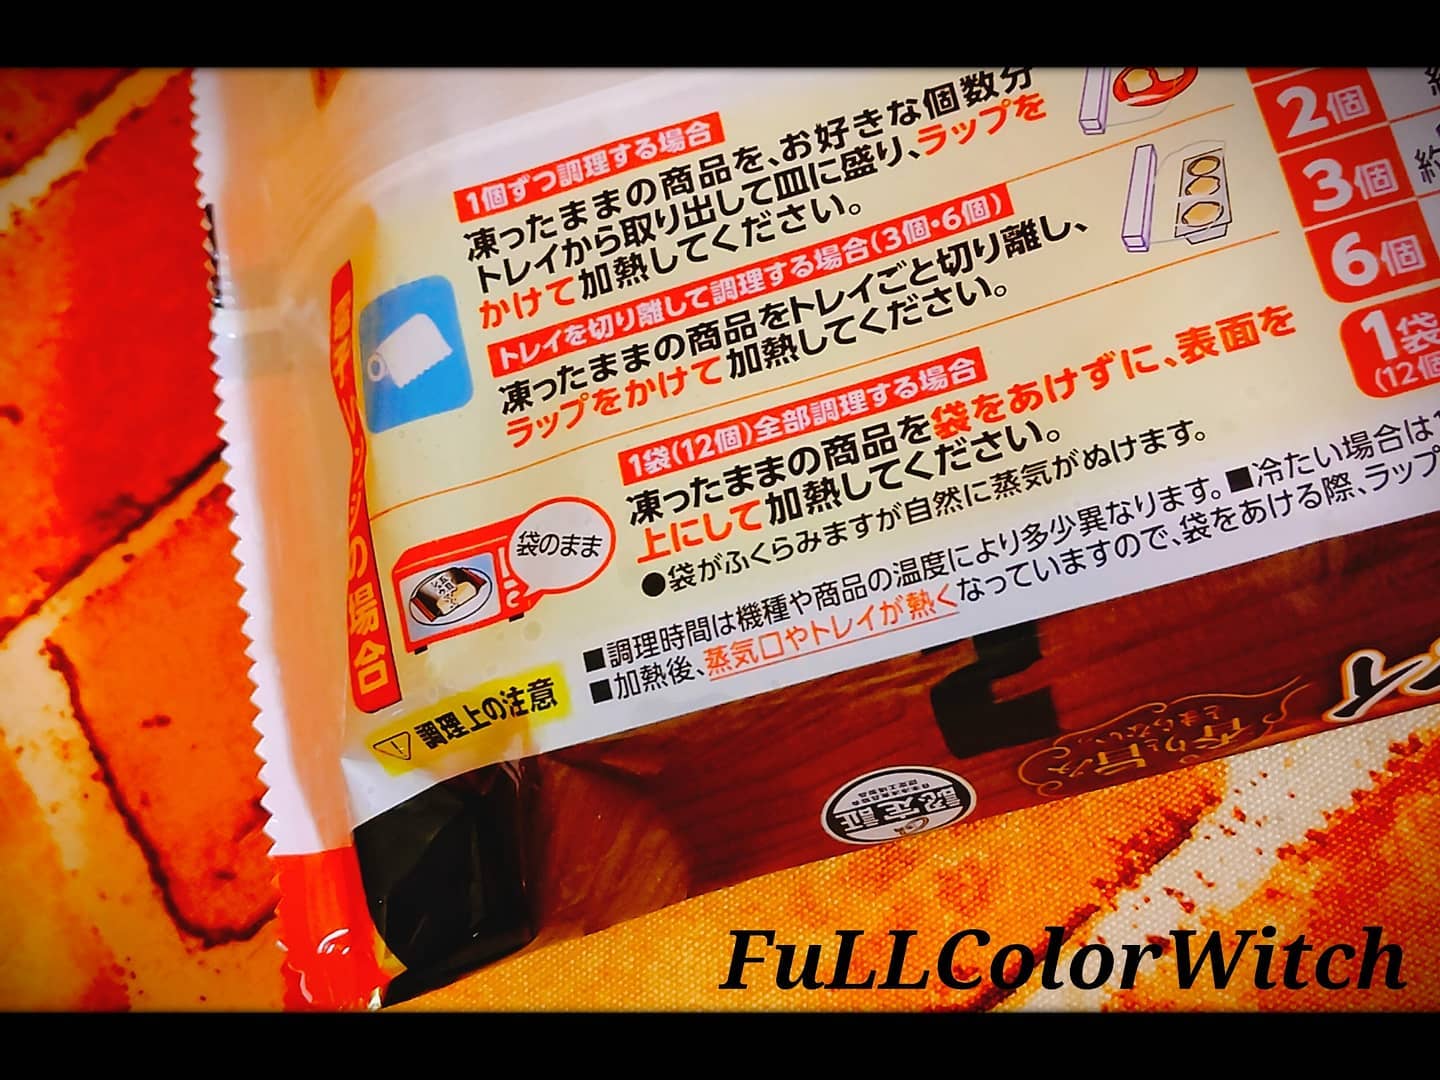 1個ずつ調理する場合
凍ったままの商品を、お好きな個数分
トレイから取り出して皿に盛り、ラップを
かけて加熱してください。
トレイを切り離して調理する場合(3個・6個)
凍ったままの商品をトレイごと切り離し、
ラップをかけて加熱してください。
1袋(12個)全部調理する場合
凍ったままの商品を袋をあけずに、表面を
上にして加熱してください。
●袋がふくらみますが自然に蒸気がぬけます。
袋のまま
2個
3個
6個
1袋
(12個
電子レンジの場合
調理上の注意
■調理時間は機種や商品の温度により多少異なります。■冷たい場合は
■加熱後、蒸気口やトレイが熱くなっていますので、袋をあける際、ラップ
認定証
香りと旨み
FuLLColorWitch